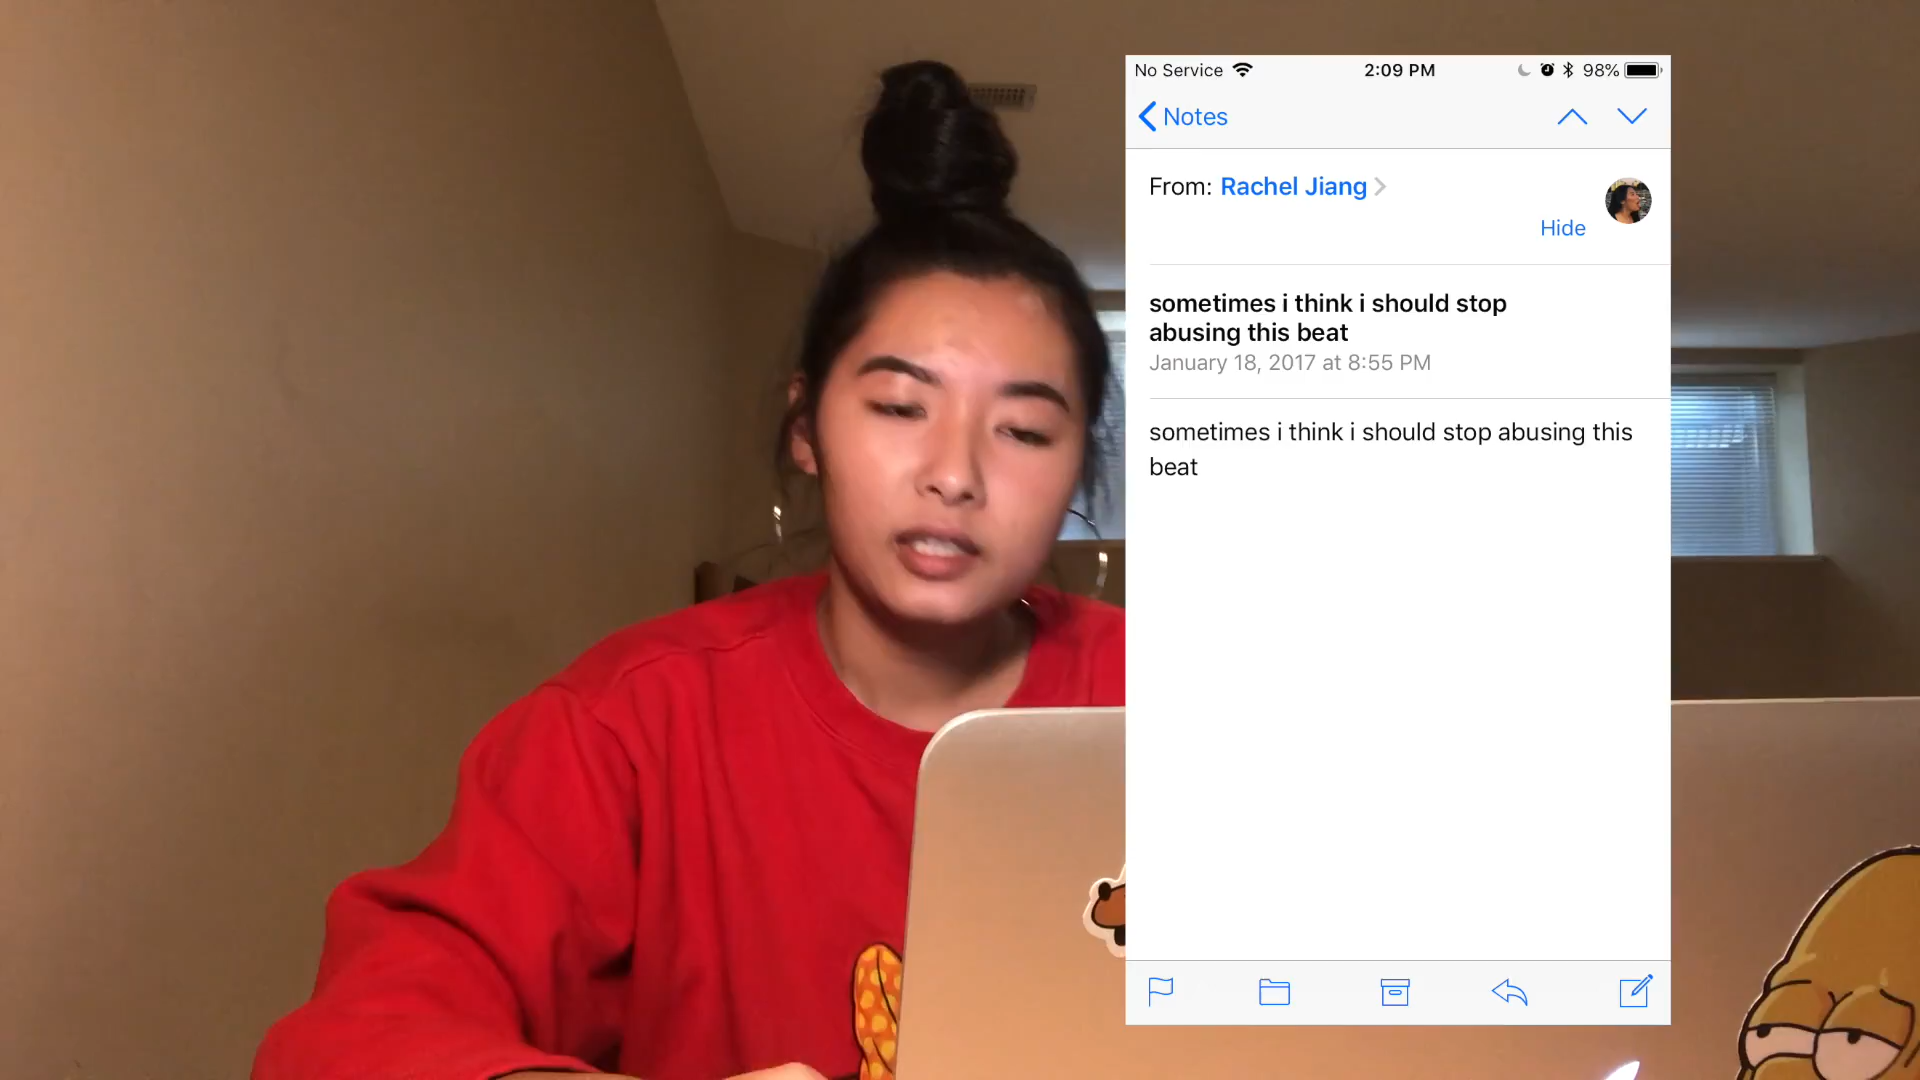 No Service 2:09 PM 98%
Notes
From: Rachel Jiang
Hide
sometimes i think i should stop
abusing this beat
January 18, 2017 at 8:55 PM
sometimes i think i should stop abusing this
beat